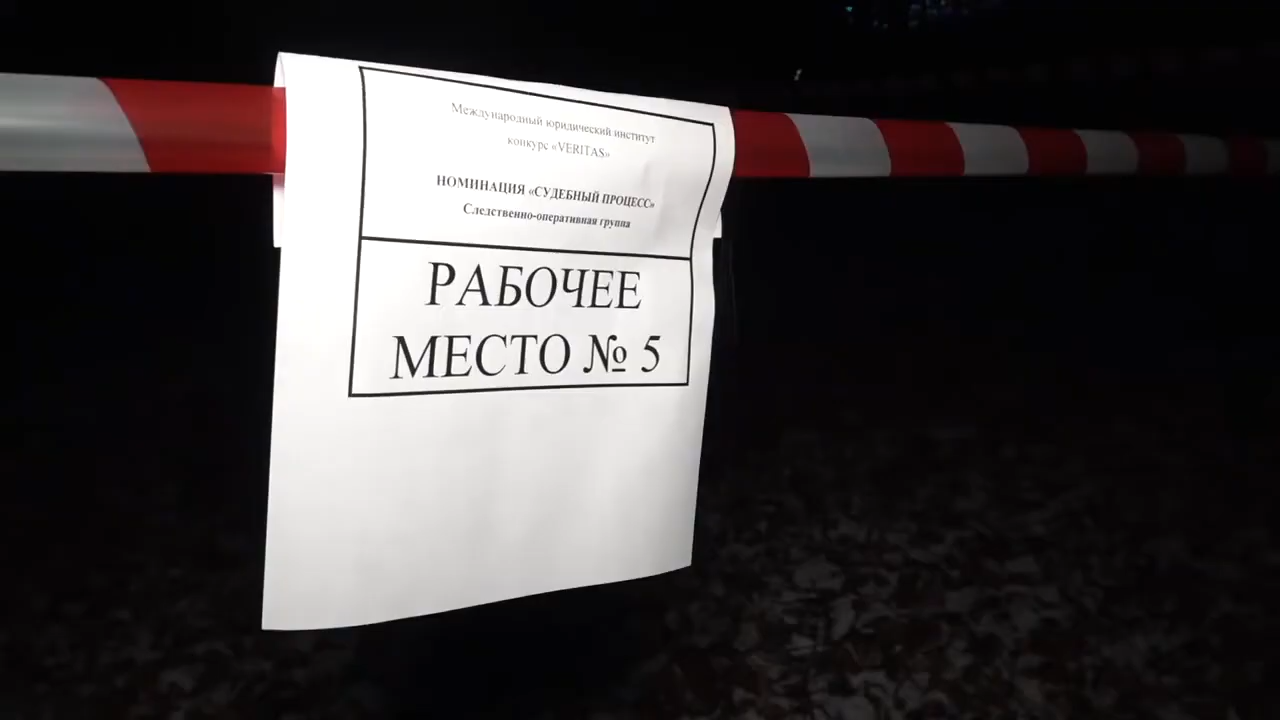 Международный юридический институт
конкурс «VERITAS»
НОМИНАЦИЯ «СУДЕБНЫЙ ПРОЦЕСС»
Следственно-оперативная группа
РАБОЧЕЕ
МЕСТО № 5